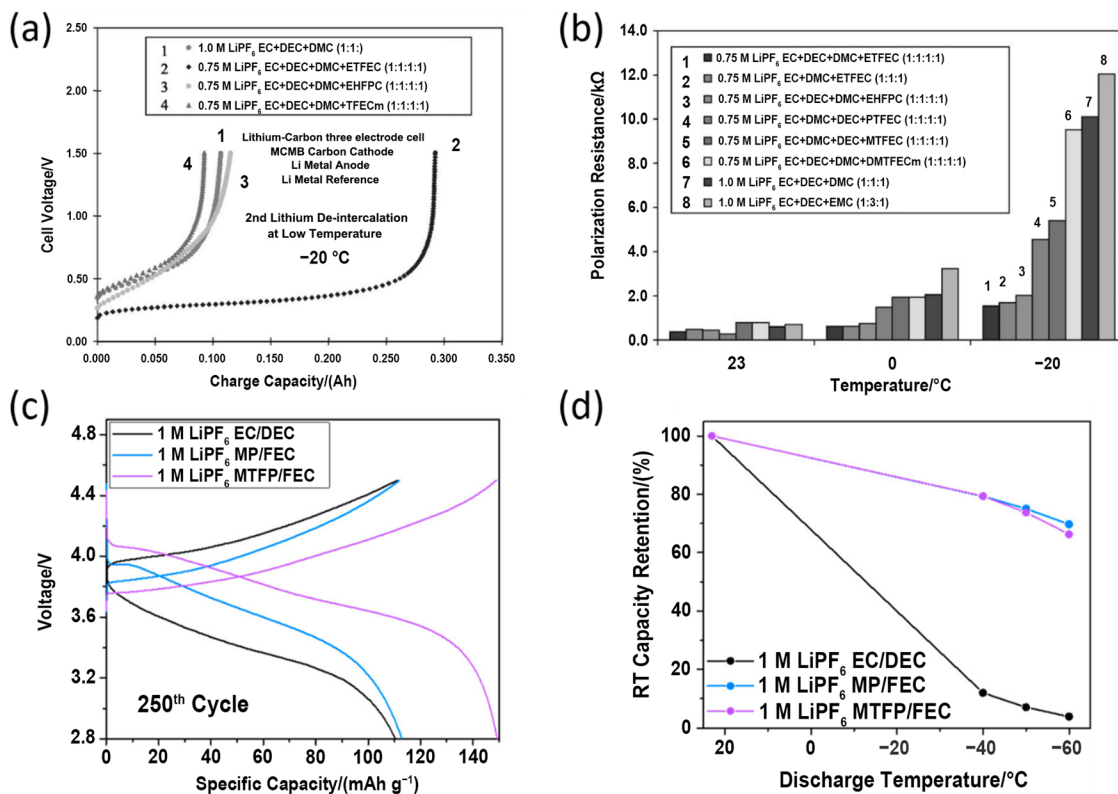 (a)
2.50
2.00
1.50
1.00
0.50
0.00
Cell Voltage/V
1 1.0 M LiPF6 EC+DEC+DMC (1:1:)
2 0.75 M LiPF6 EC+DEC+DMC+ETFEC (1:1:1:1)
3 0.75 M LiPF6 EC+DEC+DMC+EHFPC (1:1:1:1)
4 0.75 M LiPF6 EC+DEC+DMC+TFECm (1:1:1:1)
4
1
3
2
Lithium-Carbon three electrode cell
MCMB Carbon Cathode
Li Metal Anode
Li Metal Reference
2nd Lithium De-intercalation
at Low Temperature
−20 °C
0.000 0.050 0.100 0.150 0.200 0.250 0.300 0.350
Charge Capacity/(Ah)
(b)
14.0
12.0
10.0
8.0
6.0
4.0
2.0
0.0
Polarization Resistance/kΩ
1 0.75 M LiPF6 EC+DEC+DMC+ETFEC (1:1:1:1)
2 0.75 M LiPF6 EC+DMC+ETFEC (1:1:1)
3 0.75 M LiPF6 EC+DEC+DMC+EHFPC (1:1:1:1)
4 0.75 M LiPF6 EC+DMC+DEC+PTFEC (1:1:1:1)
5 0.75 M LiPF6 EC+DMC+DEC+MTFEC (1:1:1:1)
6 0.75 M LiPF6 EC+DEC+DMC+DMTFECm (1:1:1:1)
7 1.0 M LiPF6 EC+DEC+DMC (1:1:1)
8 1.0 M LiPF6 EC+DEC+EMC (1:3:1)
1 2 3 4 5 6 7 8
23 0 −20
Temperature/°C
(c)
4.8
4.4
4.0
3.6
3.2
2.8
Voltage/V
1 M LiPF6 EC/DEC
1 M LiPF6 MP/FEC
1 M LiPF6 MTFP/FEC
250th Cycle
0 20 40 60 80 100 120 140
Specific Capacity/(mAh g−1)
(d)
100
80
60
40
20
0
RT Capacity Retention/(%)
1 M LiPF6 EC/DEC
1 M LiPF6 MP/FEC
1 M LiPF6 MTFP/FEC
20 0 −20 −40 −60
Discharge Temperature/°C